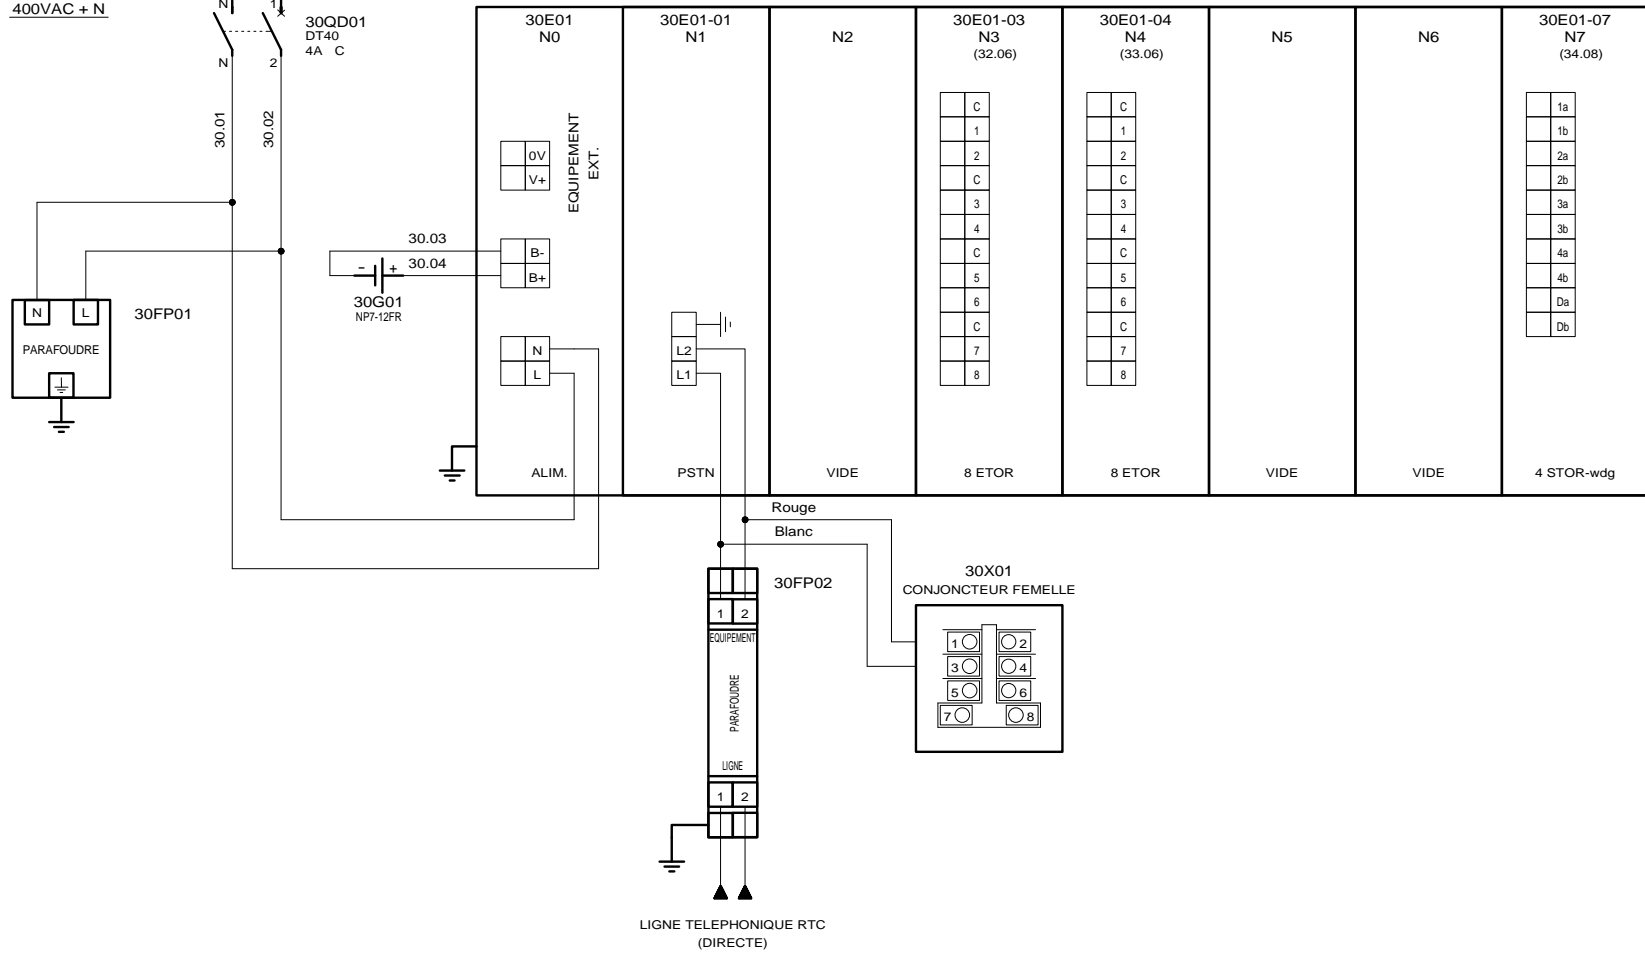 400VAC + N
N
1
30QD01
DT40
4A C
N
2
30.01
30.02
30FP01
N
L
PARAFOUDRE
30.03
30.04
-
+
30G01
NP7-12FR
30E01
N0
EQUIPEMENT
EXT.
0V
V+
B-
B+
N
L
ALIM.
30E01-01
N1
L2
L1
PSTN
N2
VIDE
30E01-03
N3
(32.06)
C
1
2
C
3
4
C
5
6
C
7
8
8 ETOR
30E01-04
N4
(33.06)
C
1
2
C
3
4
C
5
6
C
7
8
8 ETOR
N5
VIDE
N6
VIDE
30E01-07
N7
(34.08)
1a
1b
2a
2b
3a
3b
4a
4b
Da
Db
4 STOR-wdg
Rouge
Blanc
30FP02
1 2
EQUIPEMENT
PARAFOUDRE
LIGNE
1 2
30X01
CONJONCTEUR FEMELLE
1 2
3 4
5 6
7 8
LIGNE TELEPHONIQUE RTC
(DIRECTE)